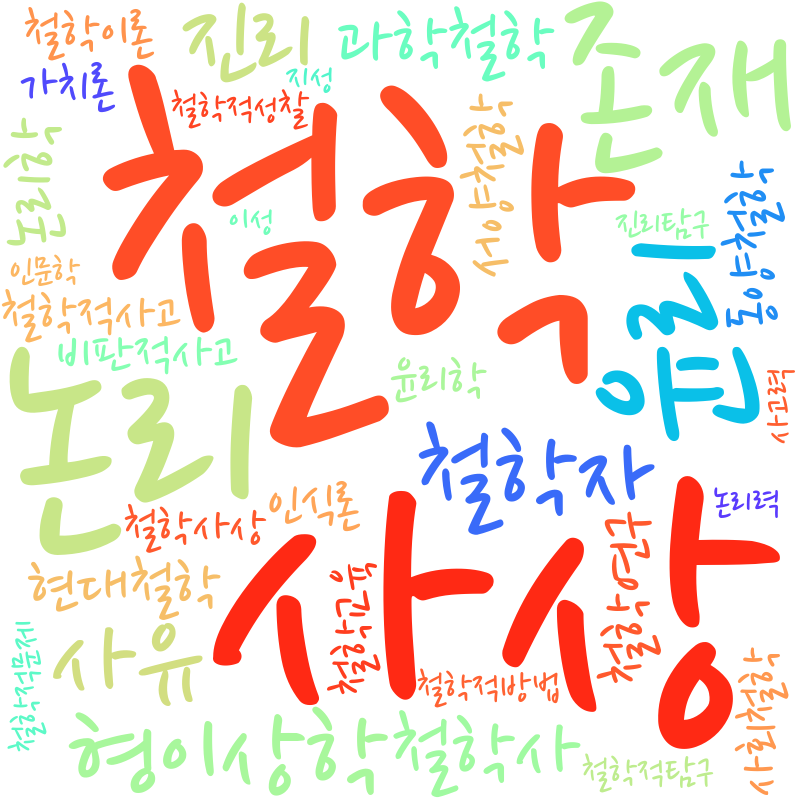 철학이론
진리
과학철학
존재
가치론
지성
철학적성찰
철학
서양철학
논리학
이성
진리탐구
동양철학
인문학
철학적사고
비판적사고
윤리
윤리학
사고력
논리
철학자
논리력
철학사상
인식론
사상
철학연구
현대철학
철학교육
사유
철학적방법
철학적문제
사회철학
형이상학
철학사
철학적탐구